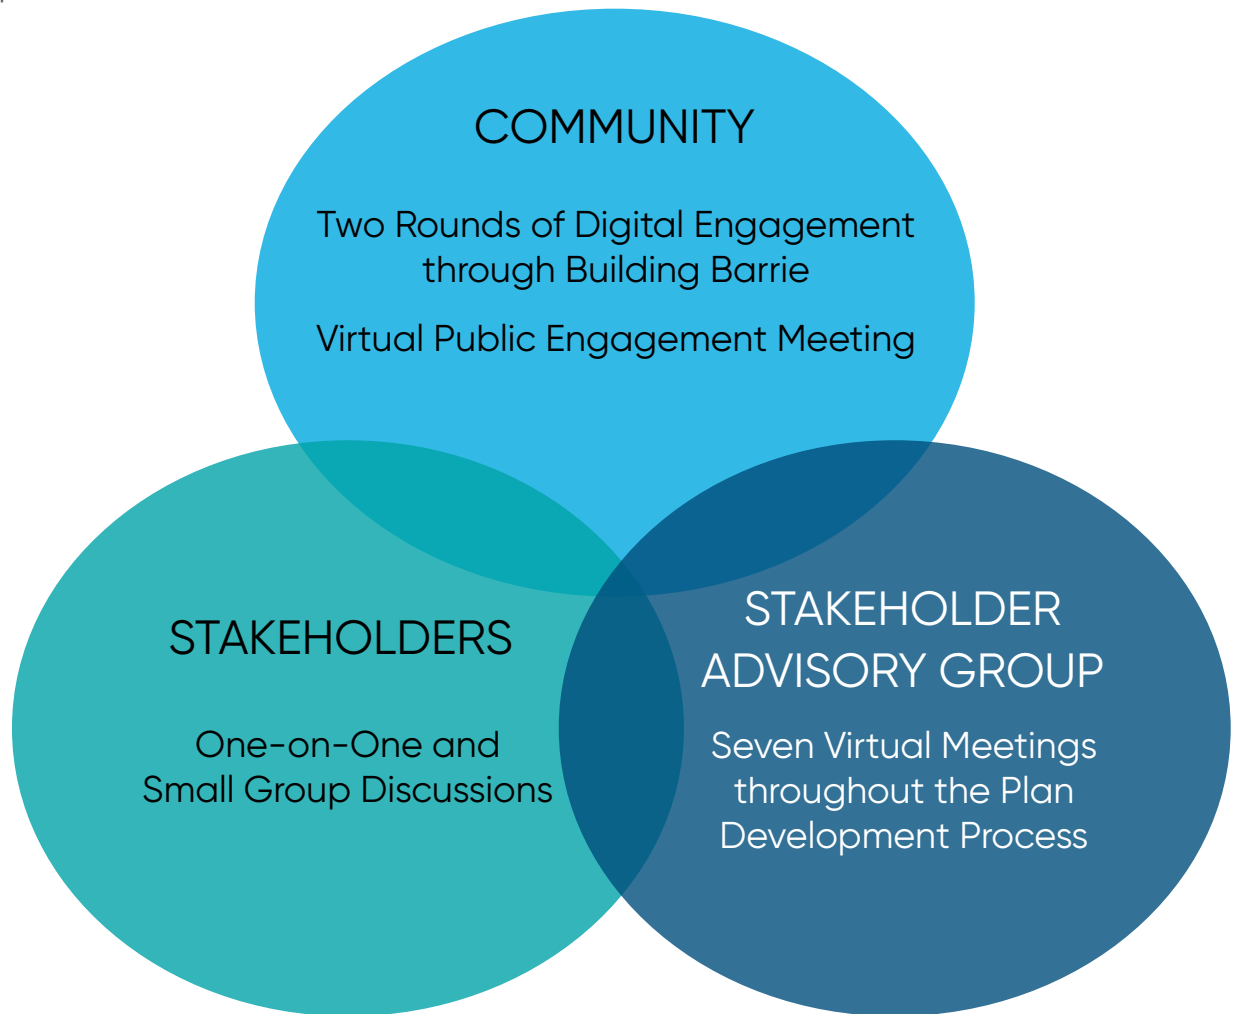 COMMUNITY
Two Rounds of Digital Engagement
through Building Barrie
Virtual Public Engagement Meeting
STAKEHOLDERS
One-on-One and
Small Group Discussions
STAKEHOLDER
ADVISORY GROUP
Seven Virtual Meetings
throughout the Plan
Development Process